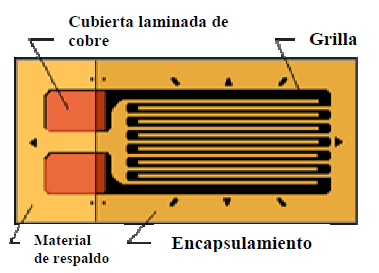 Cubierta laminada de
cobre
Grilla
Material
de respaldo
Encapsulamiento